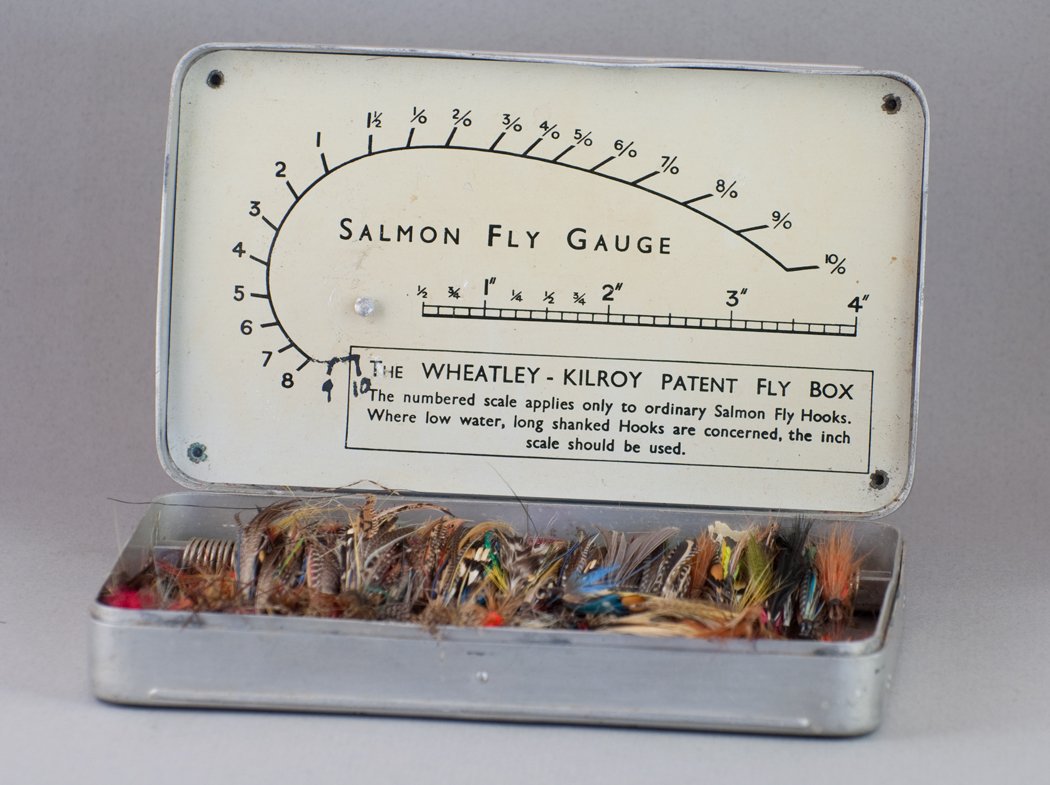 1 1½ 1/0 2/0 3/0 4/0 5/0 6/0 7/0 8/0 9/0 10/0
2
3
4
5
6
7
8
9 10
SALMON FLY GAUGE
½ ¾ 1″ ¼ ½ ¾ 2″ 3″ 4″
THE WHEATLEY - KILROY PATENT FLY BOX
The numbered scale applies only to ordinary Salmon Fly Hooks.
Where low water, long shanked Hooks are concerned, the inch
scale should be used.